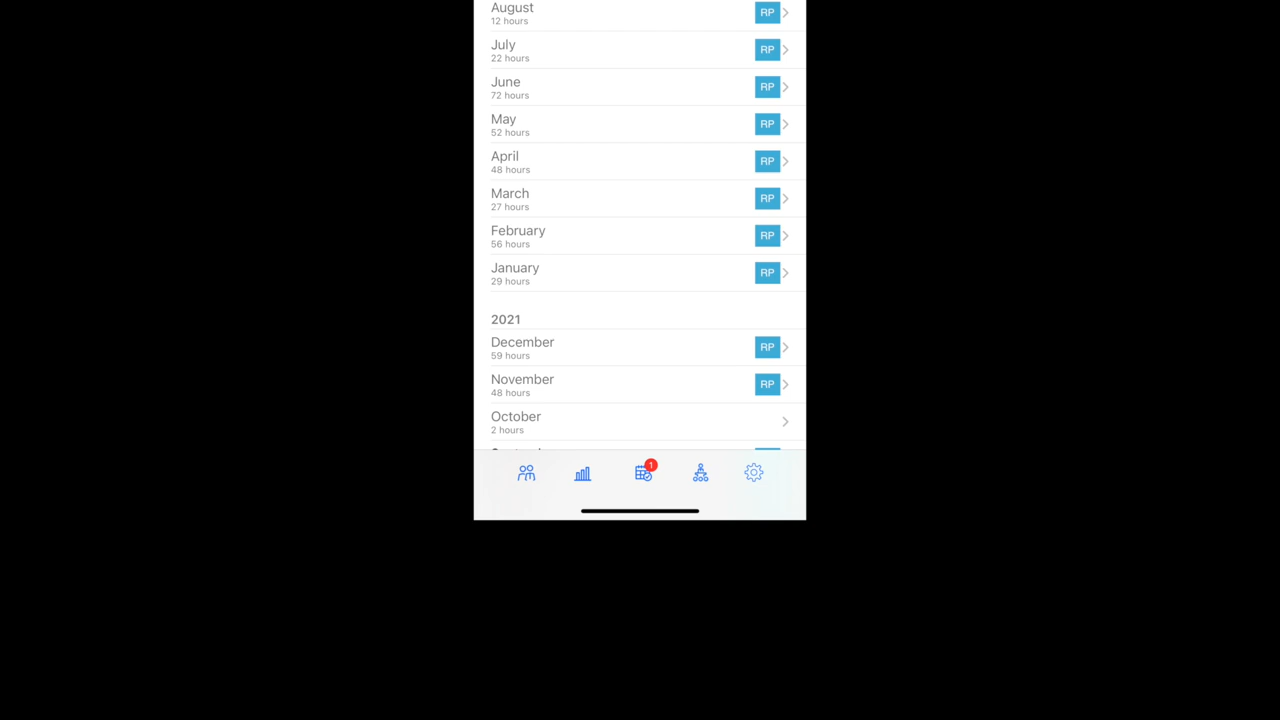 August
12 hours
RP
July
22 hours
RP
June
72 hours
RP
May
52 hours
RP
April
48 hours
RP
March
27 hours
RP
February
56 hours
RP
January
29 hours
RP
2021
December
59 hours
RP
November
48 hours
RP
October
2 hours
1